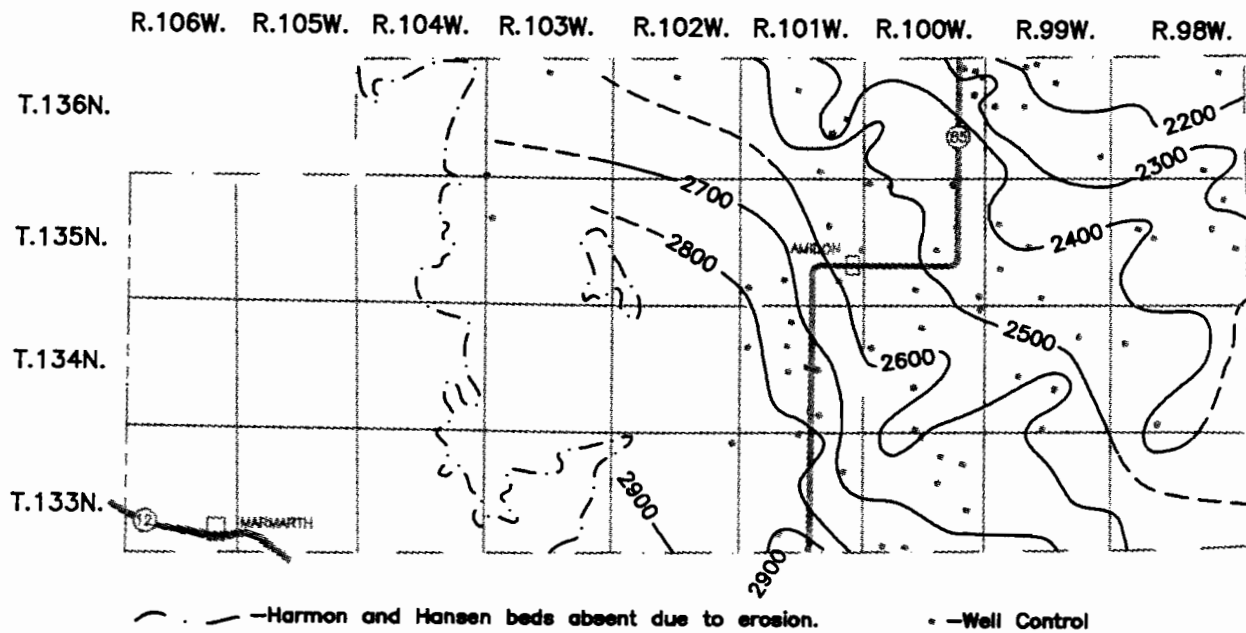 R.106W. R.105W. R.104W. R.103W. R.102W. R.101W. R.100W. R.99W. R.98W.
T.136N.
2200
85
2300
2700
T.135N.
2400
AMIDON
2800
2500
T.134N.
2600
2900
T.133N.
12
MARMARTH
2900
—Harmon and Hansen beds absent due to erosion.
—Well Control